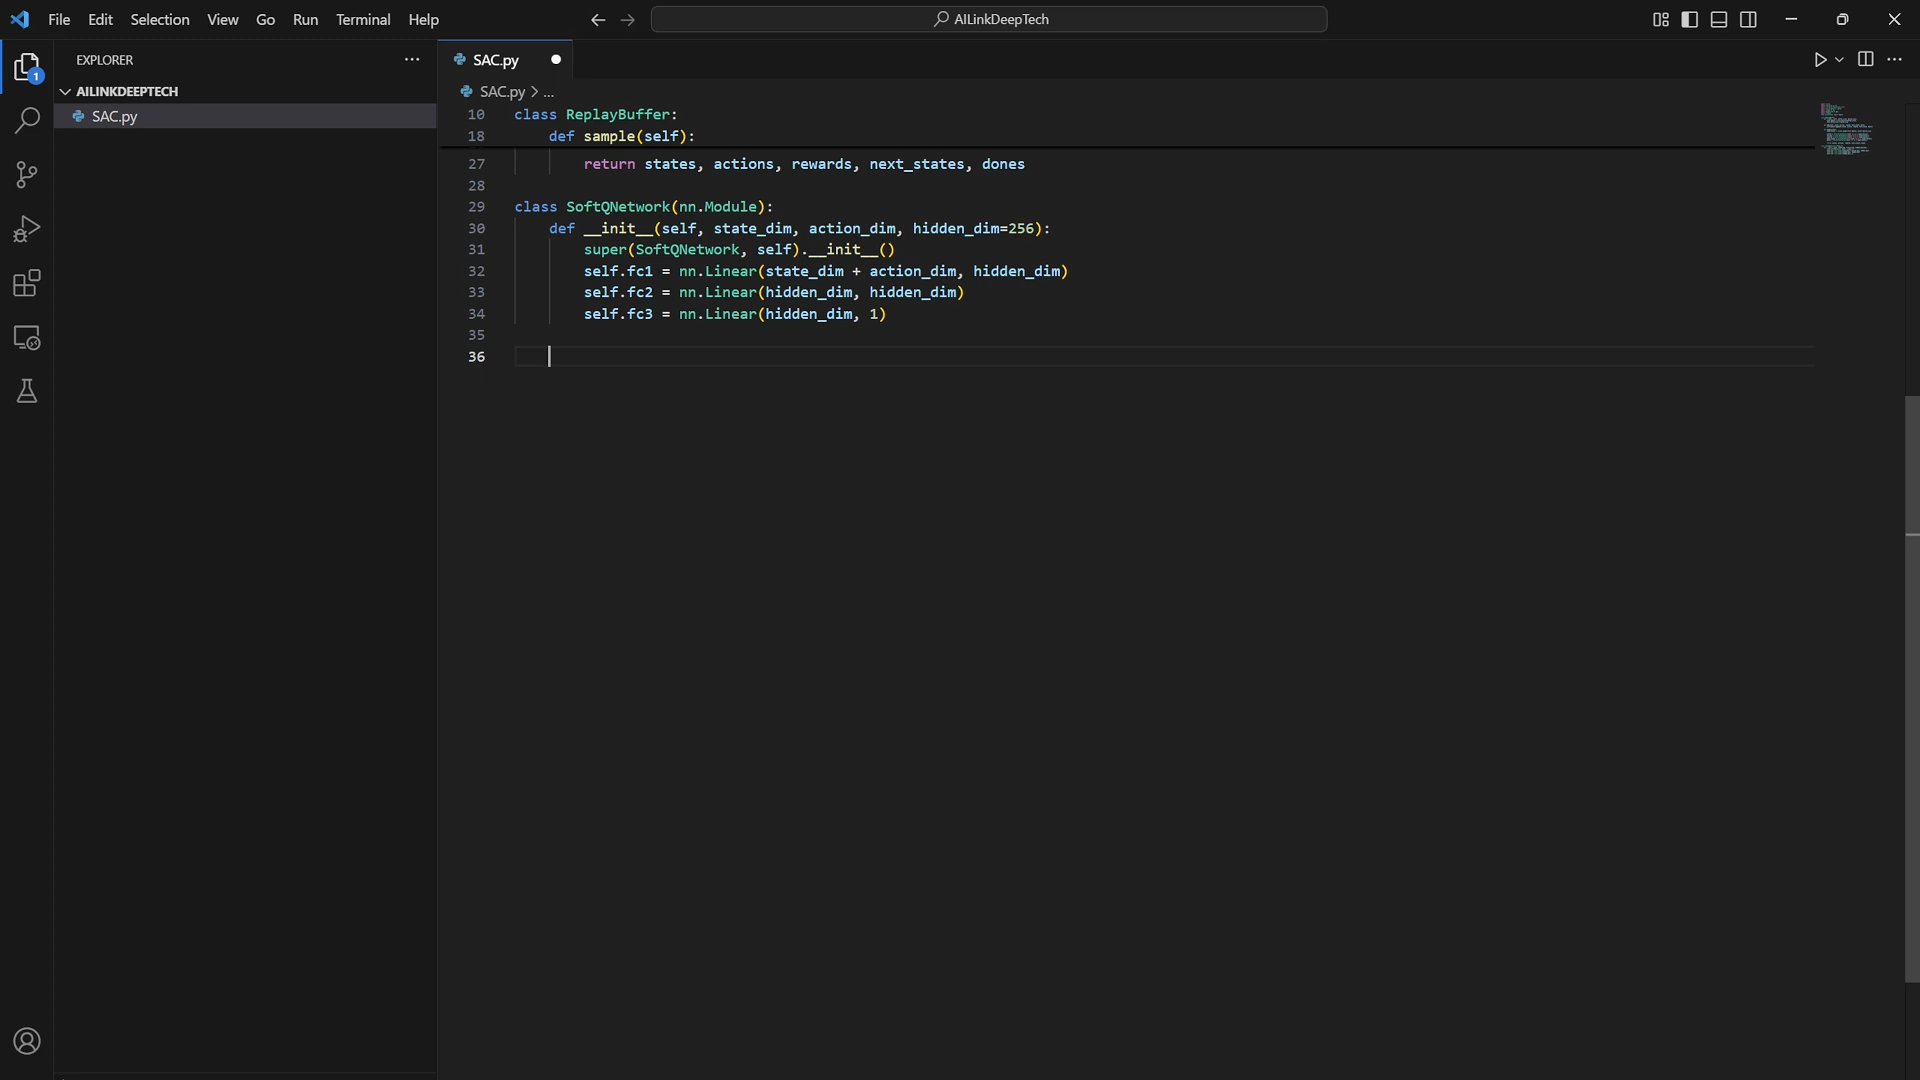 File Edit Selection View Go Run Terminal Help AILinkDeepTech
EXPLORER
SAC.py
1
AILINKDEEPTECH
SAC.py
SAC.py > ...
10 class ReplayBuffer:
18 def sample(self):
27 return states, actions, rewards, next_states, dones
28
29 class SoftQNetwork(nn.Module):
30 def __init__(self, state_dim, action_dim, hidden_dim=256):
31 super(SoftQNetwork, self).__init__()
32 self.fc1 = nn.Linear(state_dim + action_dim, hidden_dim)
33 self.fc2 = nn.Linear(hidden_dim, hidden_dim)
34 self.fc3 = nn.Linear(hidden_dim, 1)
35
36